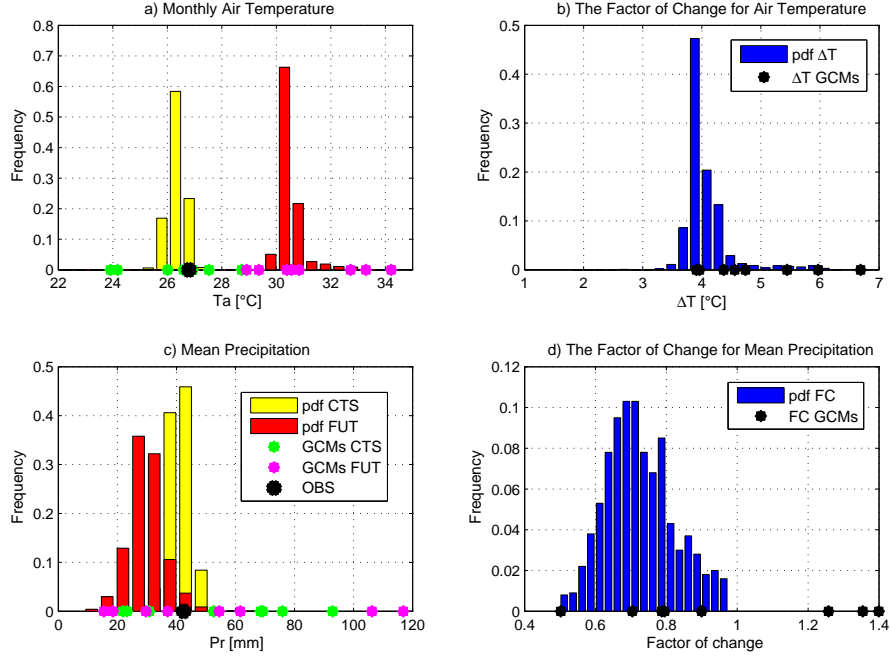 a) Monthly Air Temperature
0.8
0.7
0.6
0.5
0.4
0.3
0.2
0.1
0
Frequency
22 24 26 28 30 32 34
Ta [°C]
b) The Factor of Change for Air Temperature
0.5
0.4
0.3
0.2
0.1
0
Frequency
pdf ΔT
ΔT GCMs
1 2 3 4 5 6 7
ΔT [°C]
c) Mean Precipitation
0.5
0.4
0.3
0.2
0.1
0
Frequency
pdf CTS
pdf FUT
GCMs CTS
GCMs FUT
OBS
0 20 40 60 80 100 120
Pr [mm]
d) The Factor of Change for Mean Precipitation
0.12
0.1
0.08
0.06
0.04
0.02
0
Frequency
pdf FC
FC GCMs
0.4 0.6 0.8 1 1.2 1.4
Factor of change